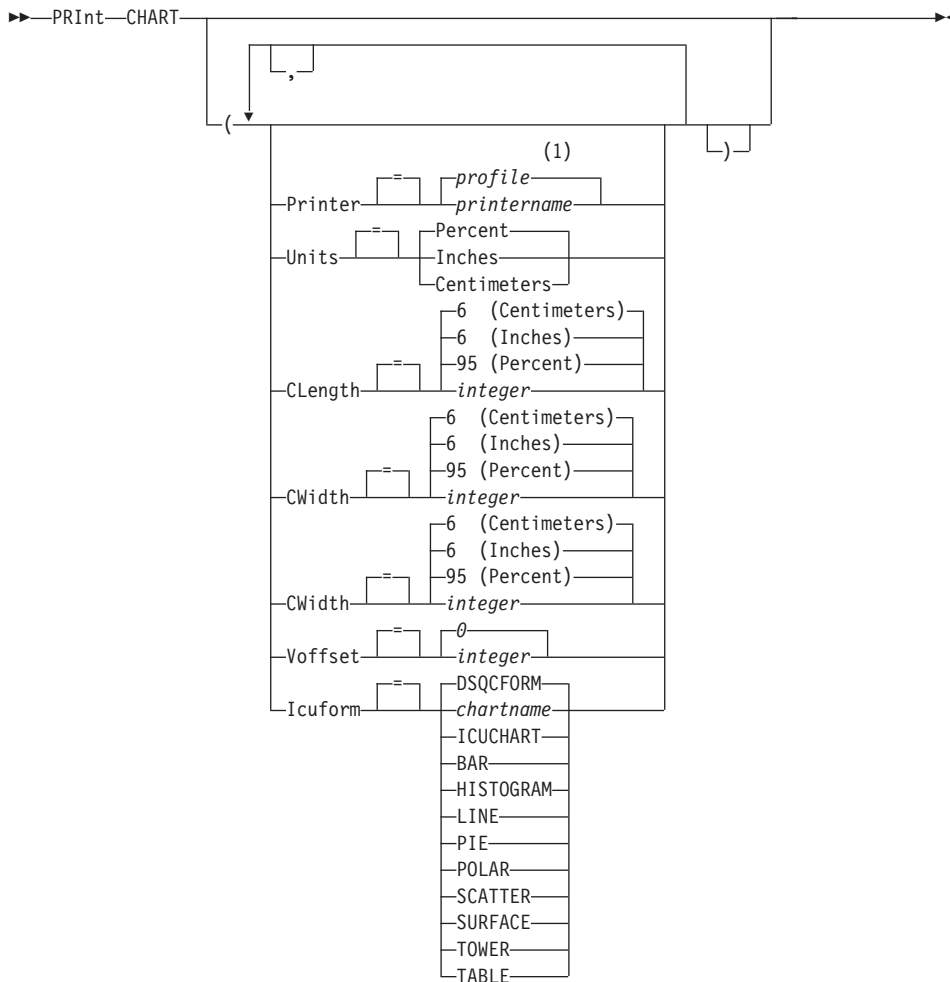 PRInt CHART
,
(
)
(1)
= profile
Printer printername
= Percent
Units Inches
Centimeters
6 (Centimeters)
6 (Inches)
= 95 (Percent)
CLength integer
6 (Centimeters)
6 (Inches)
= 95 (Percent)
CWidth integer
6 (Centimeters)
6 (Inches)
= 95 (Percent)
CWidth integer
= 0
Voffset integer
= DSQCFORM
Icuform chartname
ICUCHART
BAR
HISTOGRAM
LINE
PIE
POLAR
SCATTER
SURFACE
TOWER
TABLE